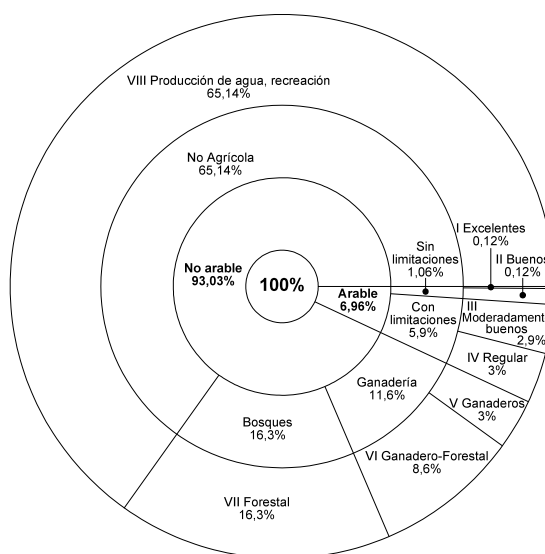 VIII Producción de agua, recreación
65,14%
No Agrícola
65,14%
No arable
93,03%
100%
Arable
6,96%
Sin
limitaciones
1,06%
Con
limitaciones
5,9%
I Excelentes
0,12%
II Buenos
0,12%
III
Moderadament
buenos
2,9%
IV Regular
3%
V Ganaderos
3%
Ganadería
11,6%
VI Ganadero-Forestal
8,6%
Bosques
16,3%
VII Forestal
16,3%